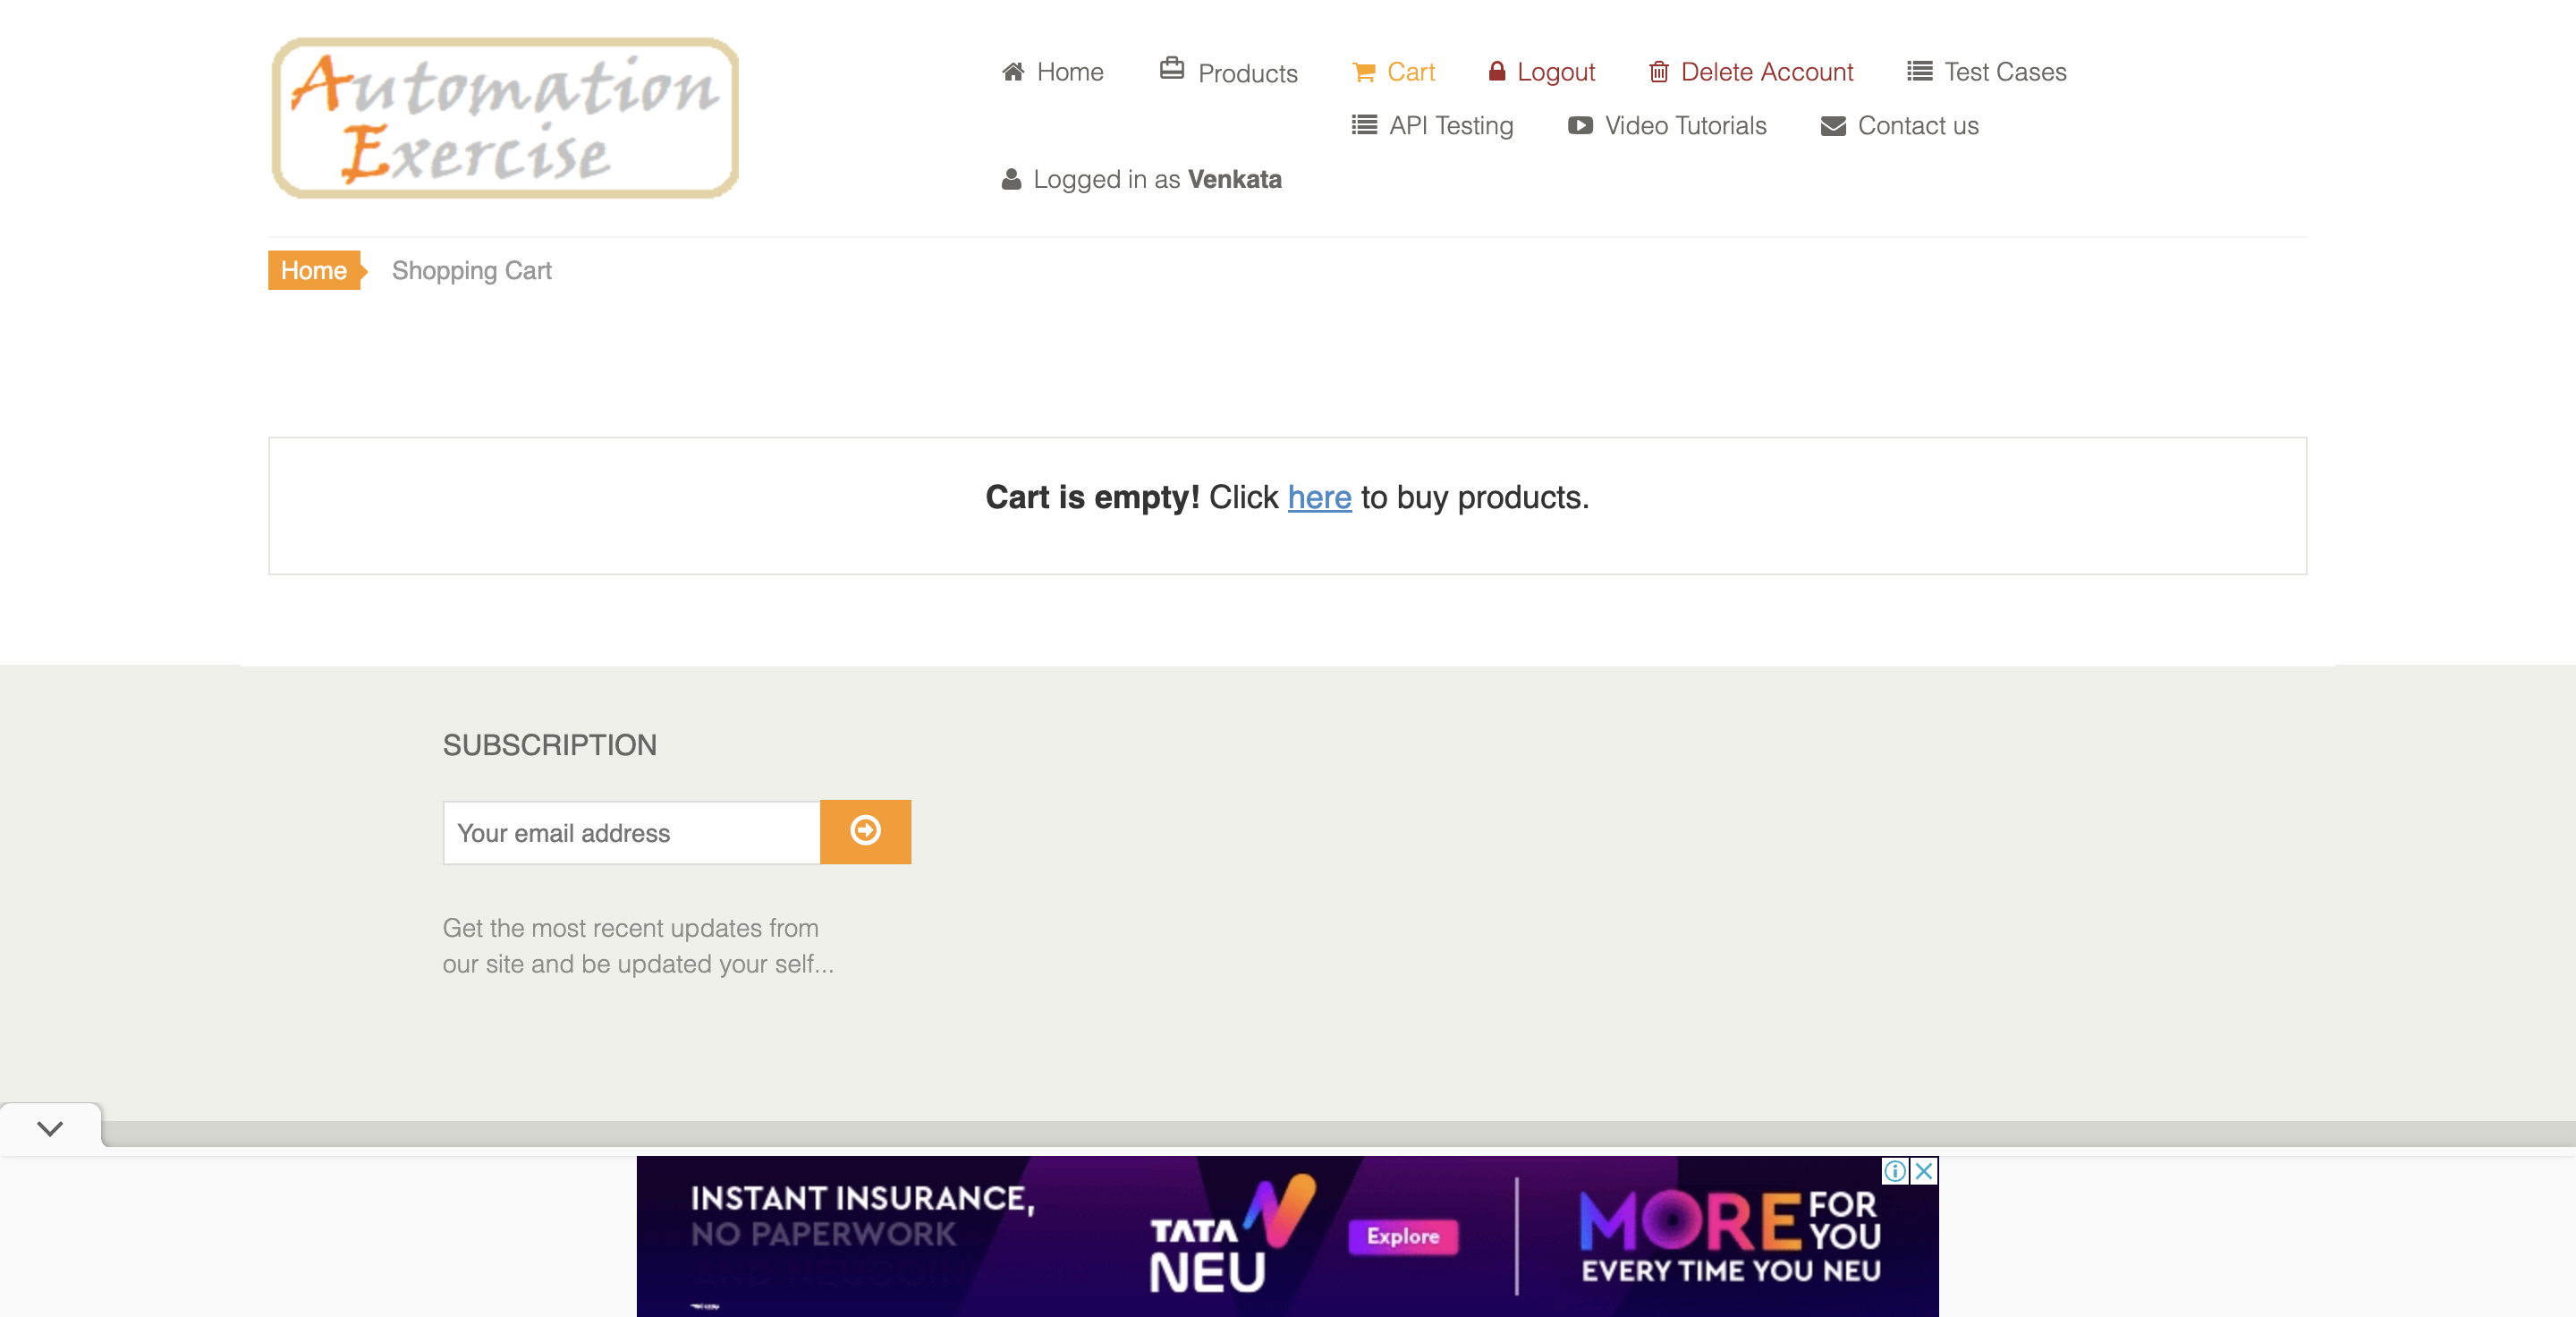 Automation
Exercise
Home Products Cart Logout Delete Account Test Cases
API Testing Video Tutorials Contact us
Logged in as Venkata
Home Shopping Cart
Cart is empty! Click here to buy products.
SUBSCRIPTION
Your email address
Get the most recent updates from
our site and be updated your self...
INSTANT INSURANCE,
NO PAPERWORK
TATA
NEU
Explore
MORE FOR
YOU
EVERY TIME YOU NEU